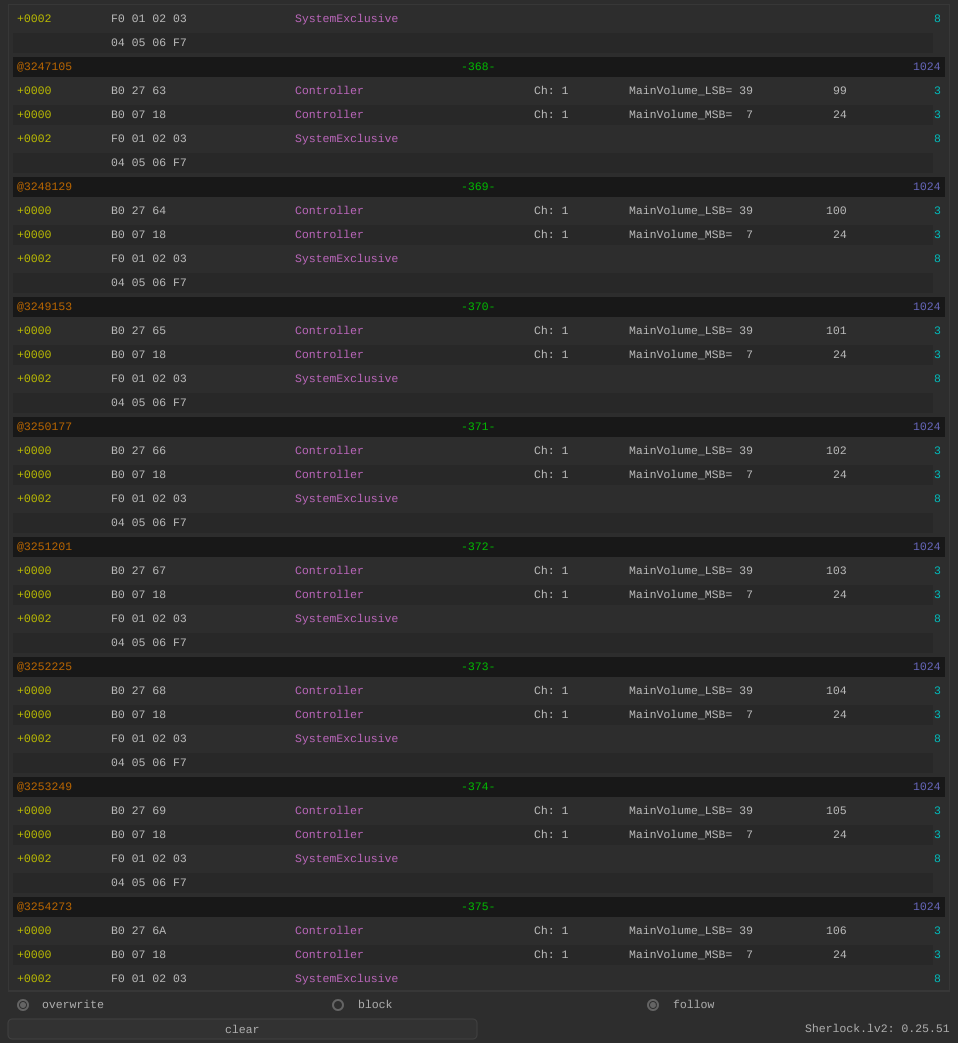 +0002 F0 01 02 03 SystemExclusive 8
04 05 06 F7
@3247105 -368- 1024
+0000 B0 27 63 Controller Ch: 1 MainVolume_LSB= 39 99 3
+0000 B0 07 18 Controller Ch: 1 MainVolume_MSB= 7 24 3
+0002 F0 01 02 03 SystemExclusive 8
04 05 06 F7
@3248129 -369- 1024
+0000 B0 27 64 Controller Ch: 1 MainVolume_LSB= 39 100 3
+0000 B0 07 18 Controller Ch: 1 MainVolume_MSB= 7 24 3
+0002 F0 01 02 03 SystemExclusive 8
04 05 06 F7
@3249153 -370- 1024
+0000 B0 27 65 Controller Ch: 1 MainVolume_LSB= 39 101 3
+0000 B0 07 18 Controller Ch: 1 MainVolume_MSB= 7 24 3
+0002 F0 01 02 03 SystemExclusive 8
04 05 06 F7
@3250177 -371- 1024
+0000 B0 27 66 Controller Ch: 1 MainVolume_LSB= 39 102 3
+0000 B0 07 18 Controller Ch: 1 MainVolume_MSB= 7 24 3
+0002 F0 01 02 03 SystemExclusive 8
04 05 06 F7
@3251201 -372- 1024
+0000 B0 27 67 Controller Ch: 1 MainVolume_LSB= 39 103 3
+0000 B0 07 18 Controller Ch: 1 MainVolume_MSB= 7 24 3
+0002 F0 01 02 03 SystemExclusive 8
04 05 06 F7
@3252225 -373- 1024
+0000 B0 27 68 Controller Ch: 1 MainVolume_LSB= 39 104 3
+0000 B0 07 18 Controller Ch: 1 MainVolume_MSB= 7 24 3
+0002 F0 01 02 03 SystemExclusive 8
04 05 06 F7
@3253249 -374- 1024
+0000 B0 27 69 Controller Ch: 1 MainVolume_LSB= 39 105 3
+0000 B0 07 18 Controller Ch: 1 MainVolume_MSB= 7 24 3
+0002 F0 01 02 03 SystemExclusive 8
04 05 06 F7
@3254273 -375- 1024
+0000 B0 27 6A Controller Ch: 1 MainVolume_LSB= 39 106 3
+0000 B0 07 18 Controller Ch: 1 MainVolume_MSB= 7 24 3
+0002 F0 01 02 03 SystemExclusive 8
overwrite block follow
clear Sherlock.lv2: 0.25.51